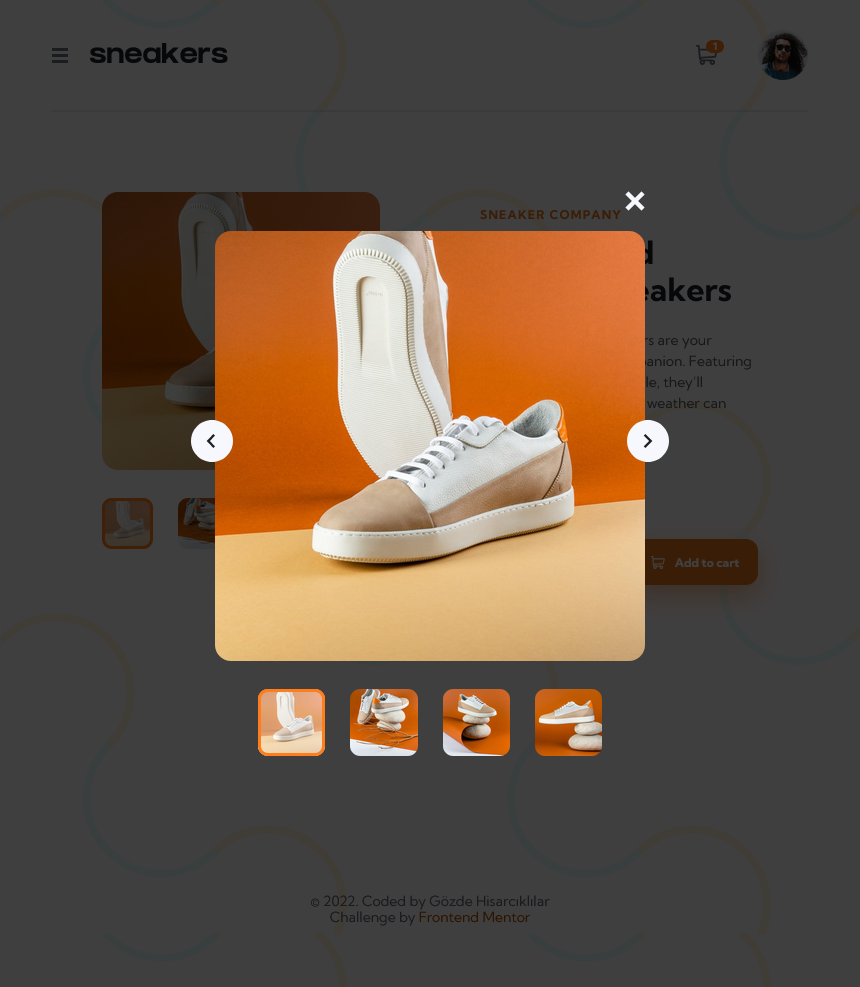 sneakers
1
SNEAKER COMPANY
d
eakers
rs are your
panion. Featuring
le, they'll
weather can
Add to cart
© 2022. Coded by Gözde Hisarcıklılar
Challenge by Frontend Mentor